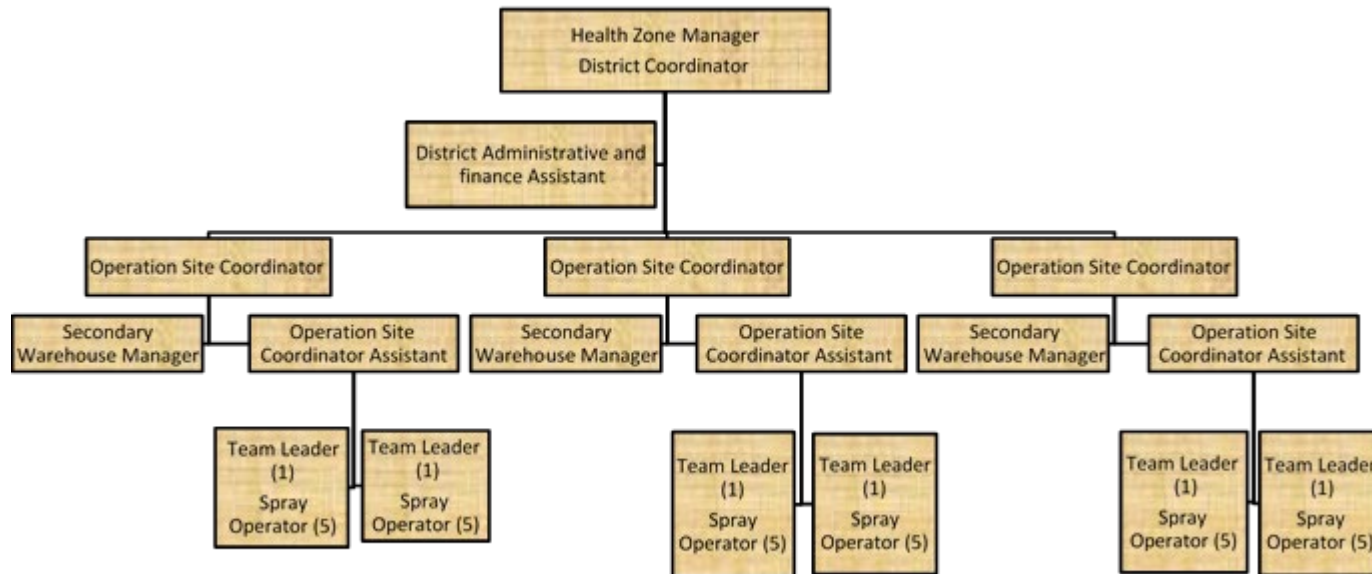 Health Zone Manager
District Coordinator
District Administrative and
finance Assistant
Operation Site Coordinator
Operation Site Coordinator
Operation Site Coordinator
Secondary
Warehouse Manager
Operation Site
Coordinator Assistant
Secondary
Warehouse Manager
Operation Site
Coordinator Assistant
Secondary
Warehouse Manager
Operation Site
Coordinator Assistant
Team Leader
(1)
Spray
Operator (5)
Team Leader
(1)
Spray
Operator (5)
Team Leader
(1)
Spray
Operator (5)
Team Leader
(1)
Spray
Operator (5)
Team Leader
(1)
Spray
Operator (5)
Team Leader
(1)
Spray
Operator (5)